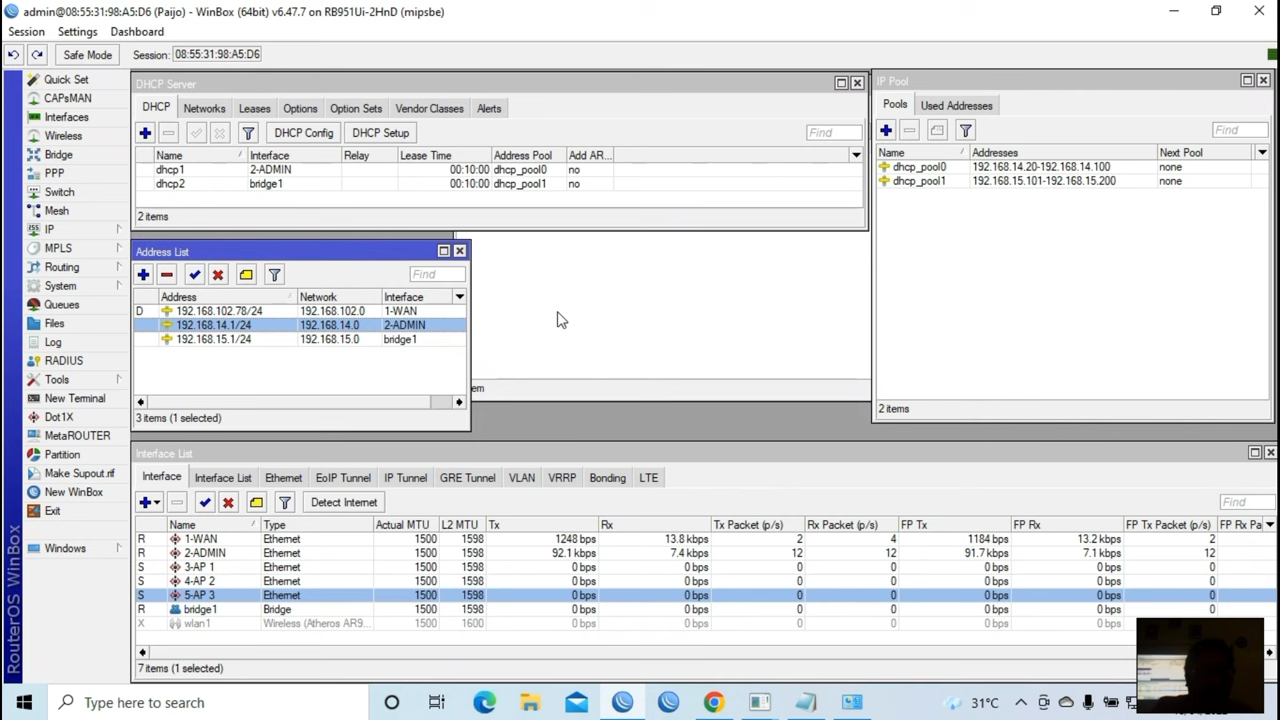 admin@08:55:31:98:A5:D6 (Paijo) - WinBox (64bit) v6.47.7 on RB951Ui-2HnD (mipsbe)
Session Settings Dashboard
Safe Mode Session: 08:55:31:98:A5:D6
Quick Set
CAPsMAN
Interfaces
Wireless
Bridge
PPP
Switch
Mesh
IP
MPLS
Routing
System
Queues
Files
Log
RADIUS
Tools
New Terminal
Dot1X
MetaROUTER
Partition
Make Supout.rif
New WinBox
Exit
Windows
RouterOS WinBox
DHCP Server
DHCP Networks Leases Options Option Sets Vendor Classes Alerts
DHCP Config DHCP Setup Find
Name Interface Relay Lease Time Address Pool Add AR...
dhcp1 2-ADMIN 00:10:00 dhcp_pool0 no
dhcp2 bridge1 00:10:00 dhcp_pool1 no
2 items
IP Pool
Pools Used Addresses
Find
Name Addresses Next Pool
dhcp_pool0 192.168.14.20-192.168.14.100 none
dhcp_pool1 192.168.15.101-192.168.15.200 none
2 items
Address List
Find
Address Network Interface
D 192.168.102.78/24 192.168.102.0 1-WAN
192.168.14.1/24 192.168.14.0 2-ADMIN
192.168.15.1/24 192.168.15.0 bridge1
3 items (1 selected)
em
Interface List
Interface Interface List Ethernet EoIP Tunnel IP Tunnel GRE Tunnel VLAN VRRP Bonding LTE
Detect Internet Find
Name Type Actual MTU L2 MTU Tx Rx Tx Packet (p/s) Rx Packet (p/s) FP Tx FP Rx FP Tx Packet (p/s) FP Rx Pa
R 1-WAN Ethernet 1500 1598 1248 bps 13.8 kbps 2 4 1184 bps 13.2 kbps 2
R 2-ADMIN Ethernet 1500 1598 92.1 kbps 7.4 kbps 12 12 91.7 kbps 7.1 kbps 12
S 3-AP 1 Ethernet 1500 1598 0 bps 0 bps 0 0 0 bps 0 bps 0
S 4-AP 2 Ethernet 1500 1598 0 bps 0 bps 0 0 0 bps 0 bps 0
S 5-AP 3 Ethernet 1500 1598 0 bps 0 bps 0 0 0 bps 0 bps 0
R bridge1 Bridge 1500 1598 0 bps 0 bps 0 0 0 bps 0 bps 0
X wlan1 Wireless (Atheros AR9... 1500 1600 0 bps 0 bps 0 0 0 bps 0 bps
7 items (1 selected)
Type here to search
31°C